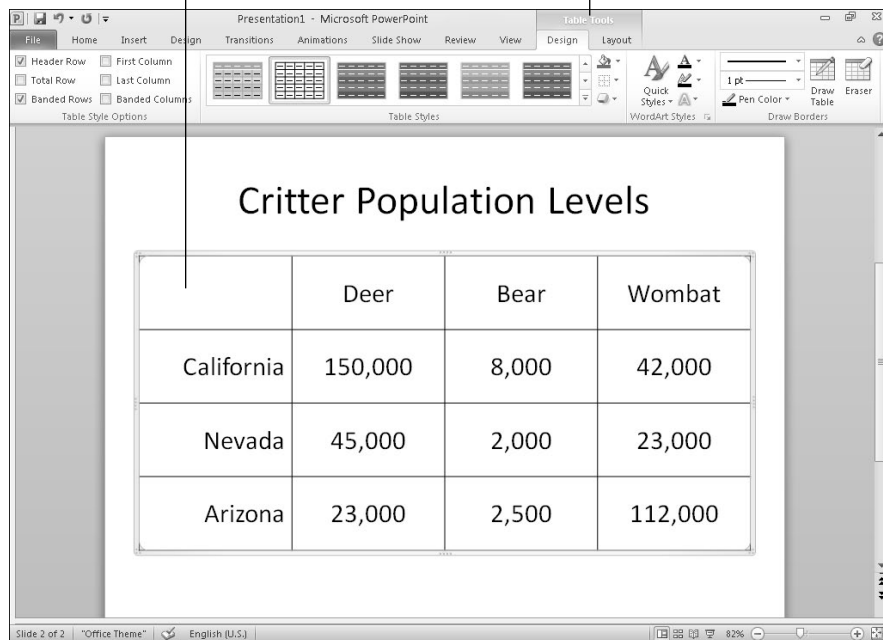 Presentation1 - Microsoft PowerPoint
Table Tools
File Home Insert Design Transitions Animations Slide Show Review View Design Layout
Header Row First Column
Total Row Last Column
Banded Rows Banded Columns
Table Style Options
Table Styles
Quick Styles
WordArt Styles
1 pt
Pen Color
Draw Table
Eraser
Draw Borders
Critter Population Levels
Deer Bear Wombat
California 150,000 8,000 42,000
Nevada 45,000 2,000 23,000
Arizona 23,000 2,500 112,000
Slide 2 of 2 "Office Theme" English (U.S.) 82%